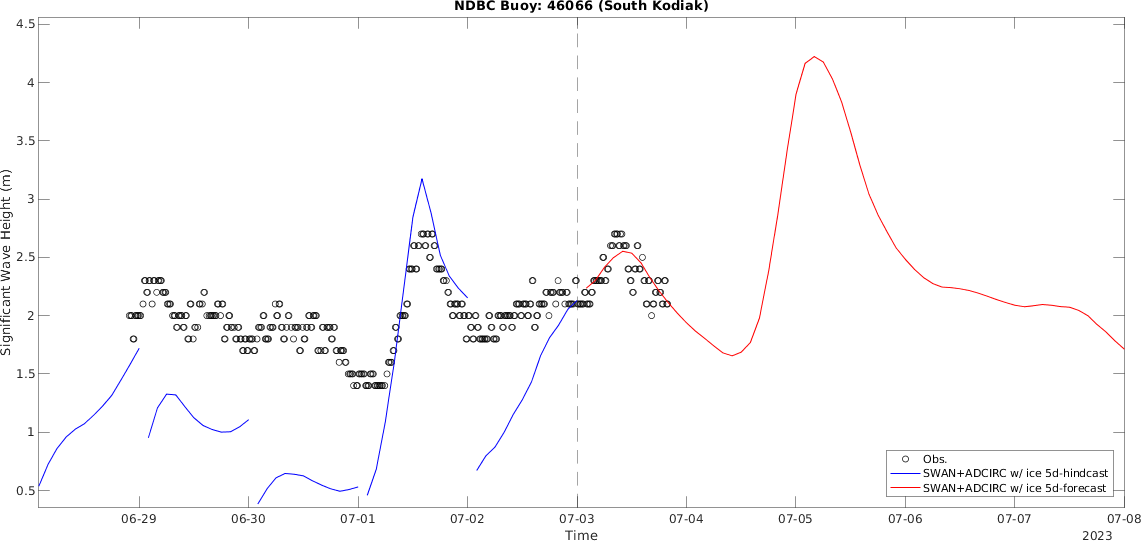 NDBC Buoy: 46066 (South Kodiak)
4.5
4
3.5
3
2.5
2
1.5
1
0.5
Significant Wave Height (m)
Obs.
SWAN+ADCIRC w/ ice 5d-hindcast
SWAN+ADCIRC w/ ice 5d-forecast
06-29 06-30 07-01 07-02 07-03 07-04 07-05 07-06 07-07 07-08
Time
2023